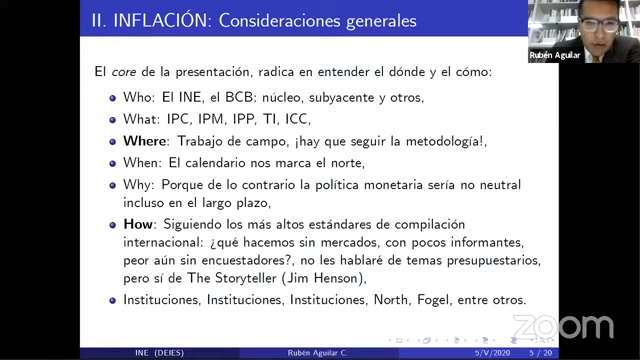 II. INFLACIÓN: Consideraciones generales
Rubén Aguilar
El core de la presentación, radica en entender el dónde y el cómo:
Who: El INE, el BCB: núcleo, subyacente y otros,
What: IPC, IPM, IPP, TI, ICC,
Where: Trabajo de campo, ¡hay que seguir la metodología!,
When: El calendario nos marca el norte,
Why: Porque de lo contrario la política monetaria sería no neutral
incluso en el largo plazo,
How: Siguiendo los más altos estándares de compilación
internacional: ¿qué hacemos sin mercados, con pocos informantes,
peor aún sin encuestadores?, no les hablaré de temas presupuestarios,
pero sí de The Storyteller (Jim Henson),
Instituciones, Instituciones, Instituciones, North, Fogel, entre otros.
zoom
INE (DEIES) Rubén Aguilar C. 5/V/2020 5 / 20